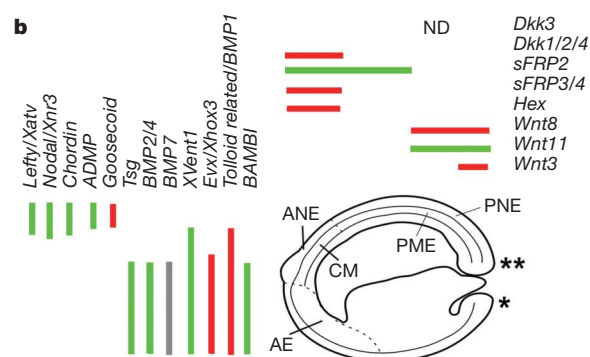 b
ND
Dkk3
Dkk1/2/4
sFRP2
sFRP3/4
Hex
Wnt8
Wnt11
Wnt3
Lefty/Xatv
Nodal/Xnr3
Chordin
ADMP
Goosecoid
Tsg
BMP2/4
BMP7
XVent1
Evx/Xhox3
Tolloid related/BMP1
BAMBI
ANE
PNE
PME
CM
**
*
AE